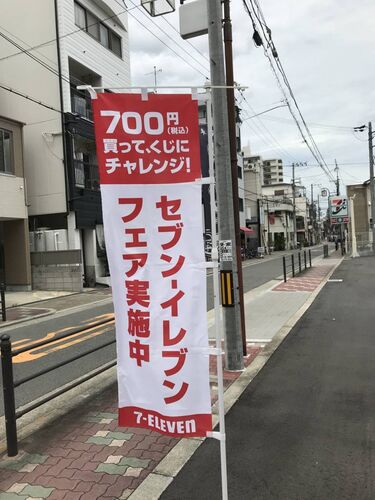 700円(税込)
買って、くじに
チャレンジ!
セブン-イレブン
フェア実施中
7-ELEVEN